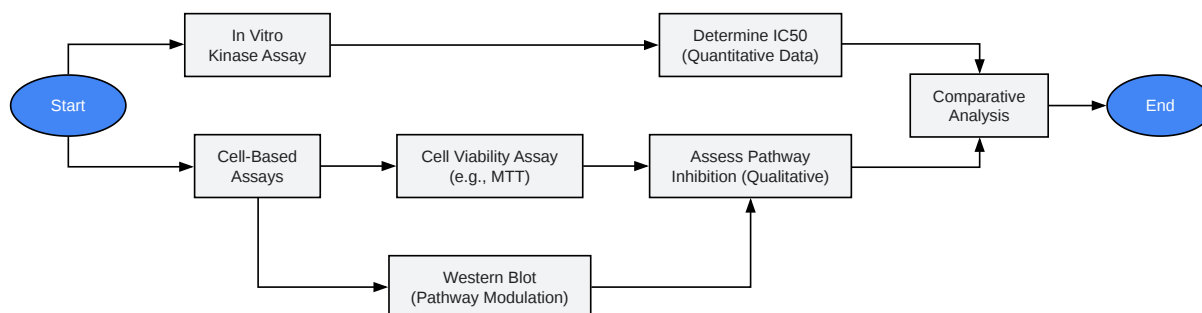 Start
In Vitro
Kinase Assay
Determine IC50
(Quantitative Data)
Comparative
Analysis
End
Cell-Based
Assays
Cell Viability Assay
(e.g., MTT)
Assess Pathway
Inhibition (Qualitative)
Western Blot
(Pathway Modulation)